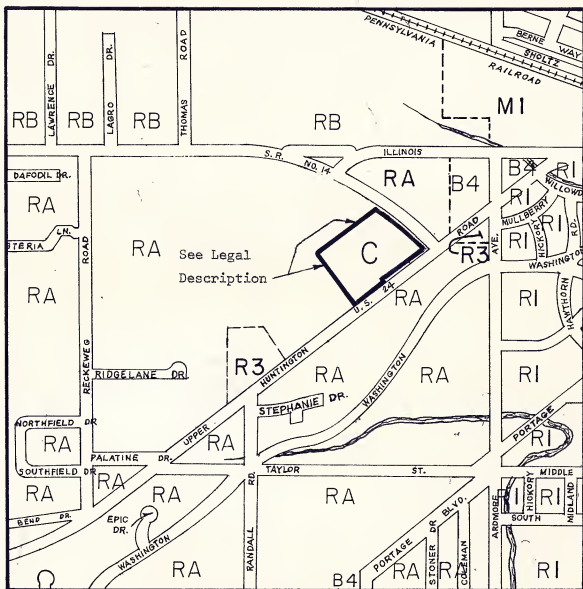 PENNSYLVANIA
RAILROAD
BERNE
WAY
SHOLTZ
LAWRENCE DR.
LAGRO DR.
THOMAS ROAD
RB
RB
RB
RB
RB
M1
S.R. NO. 14
ILLINOIS
DAFODIL DR.
RA
RA
B4
B4
RI
RI
WILLOWD
MULLBERRY
ROAD
AVE.
RI
HICKORY
RI
RD.
STERIA LN.
RA
See Legal
Description
C
R3
WASHINGTON
RA
RECKEWEG
ROAD
U.S. 24
RA
RI
HAWTHORN
R3
HUNTINGTON
UPPER
RIDGELANE DR.
RA
WASHINGTON
RA
RI
STEPHANIE DR.
PORTAGE
NORTHFIELD DR
RA
RA
RI
PALATINE DR.
SOUTHFIELD DR
TAYLOR ST.
RA
RA
RA
RD.
RANDALL
RA
ARDMORE
I
HICKORY
RI
MIDDLE
MIDLAND
SOUTH
BEND DR.
EPIC
DR.
WASHINGTON
RA
PORTAGE BLVD.
B4
RA
STONER DR
RA
COLEMAN